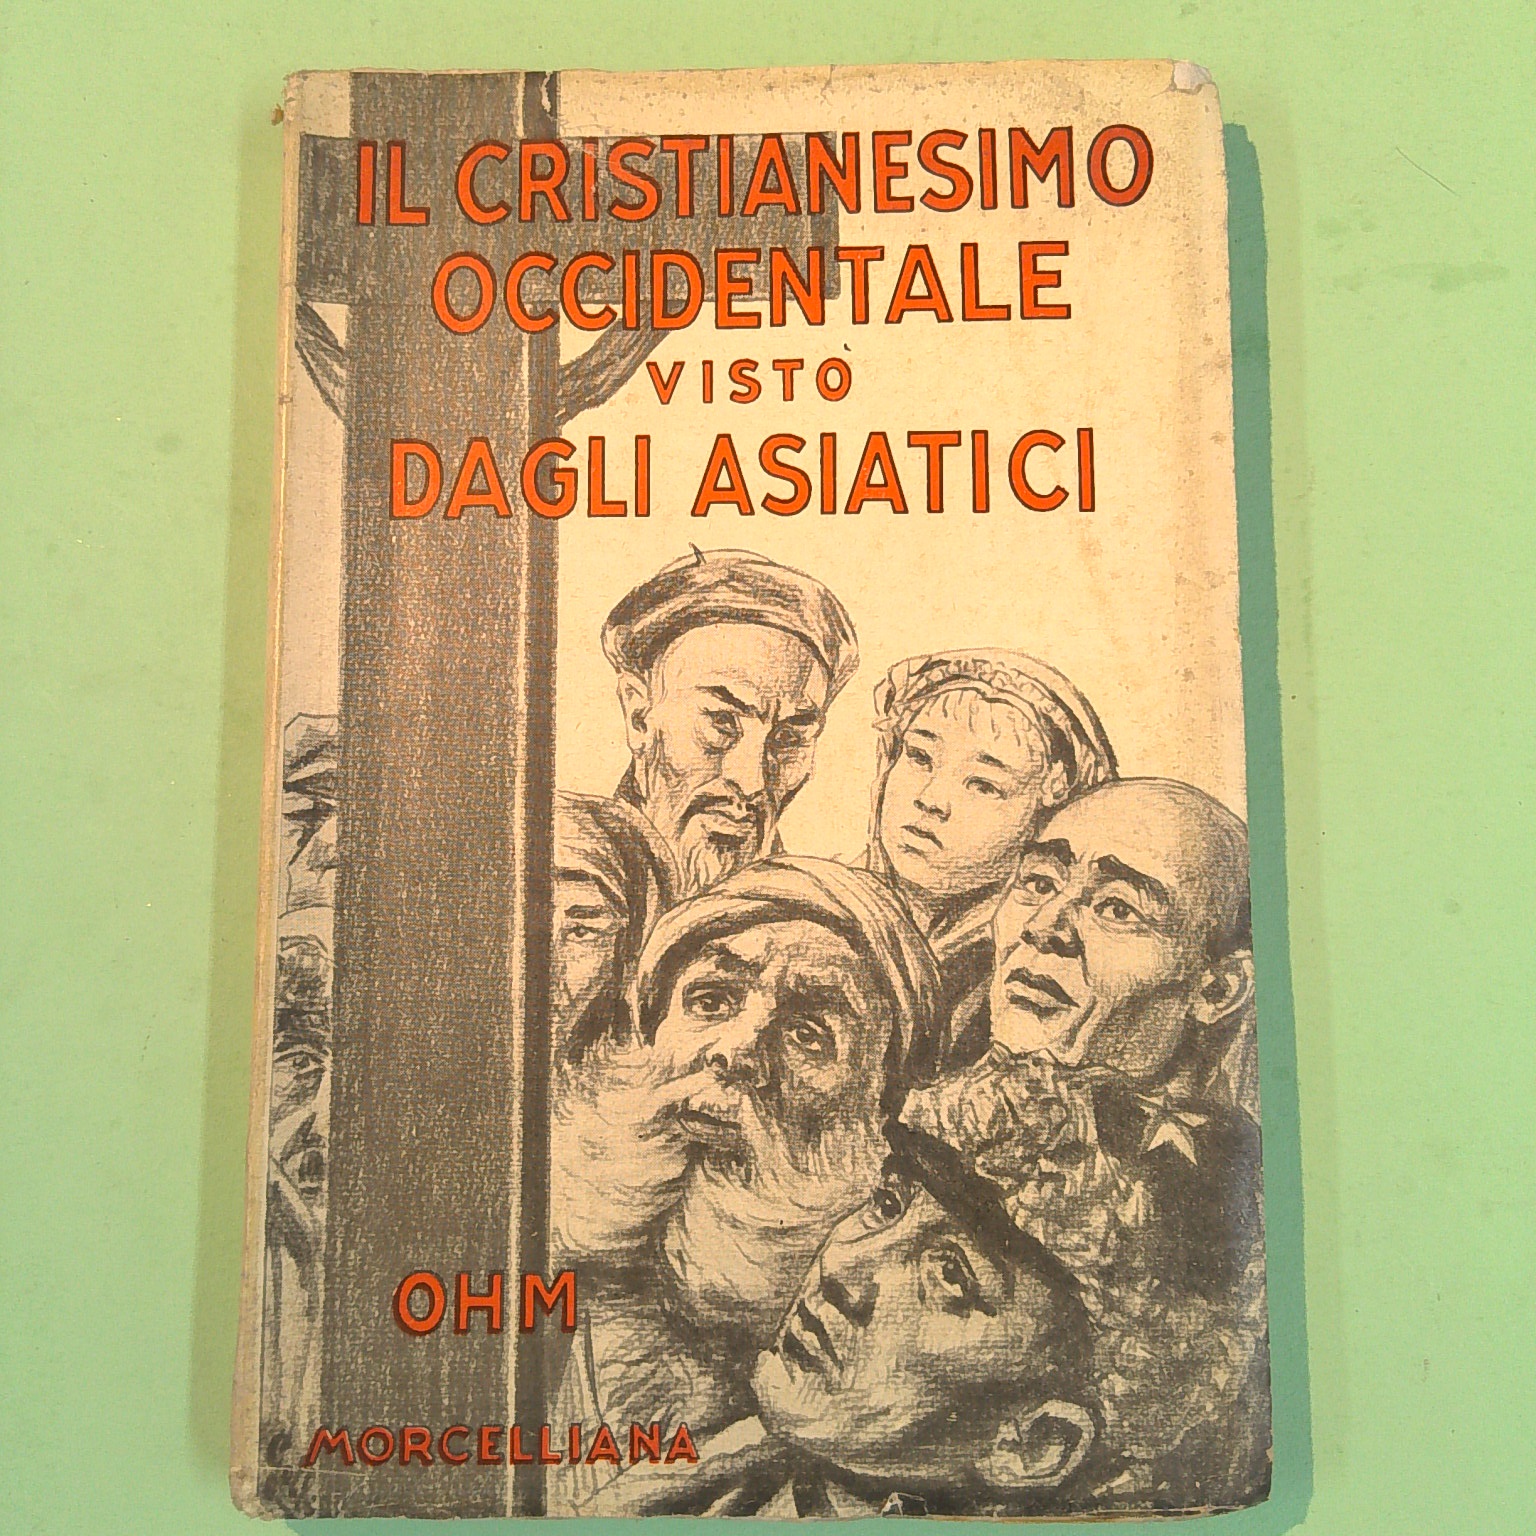 IL CRISTIANESIMO
OCCIDENTALE
VISTO
DAGLI ASIATICI
OHM
MORCELLIANA